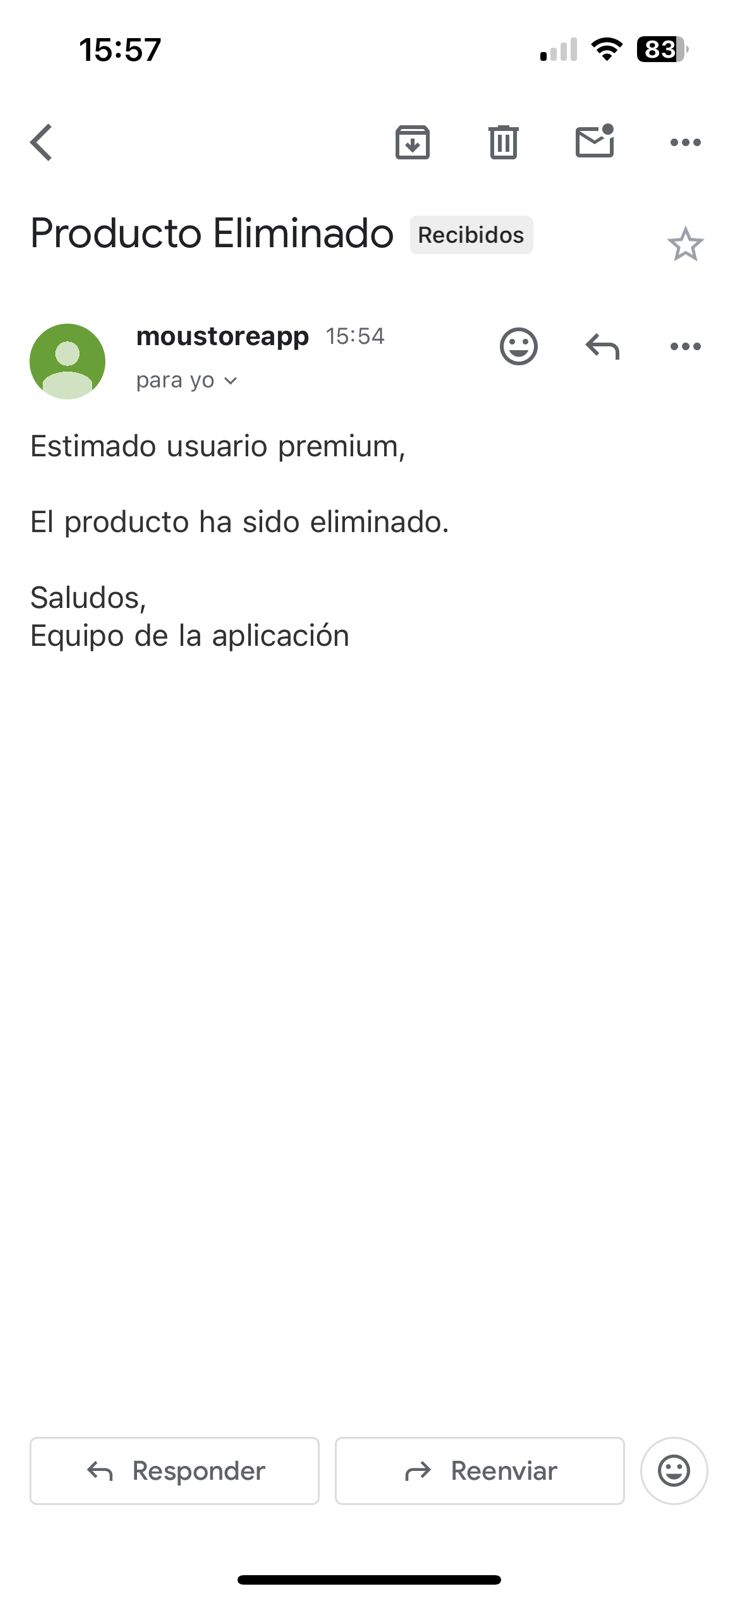 15:57
83
Producto Eliminado Recibidos
moustoreapp 15:54
para yo
Estimado usuario premium,
El producto ha sido eliminado.
Saludos,
Equipo de la aplicación
Responder
Reenviar